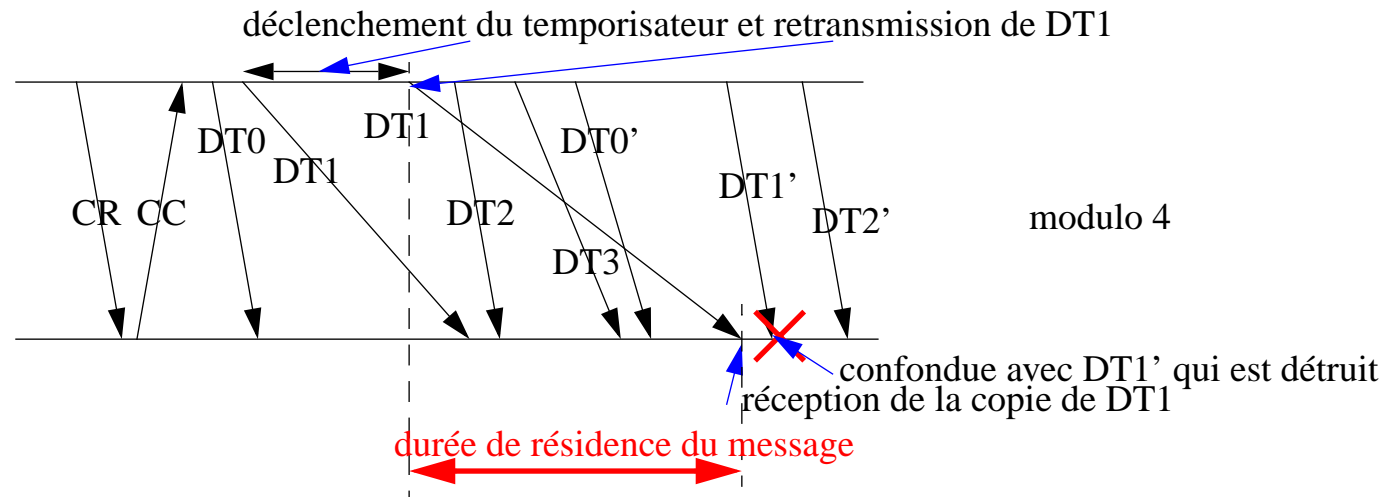 déclenchement du temporisateur et retransmission de DT1
DT0
DT1
DT0’
DT1
DT1’
CR
CC
DT2
DT2’
modulo 4
DT3
confondue avec DT1’ qui est détruit
réception de la copie de DT1
durée de résidence du message